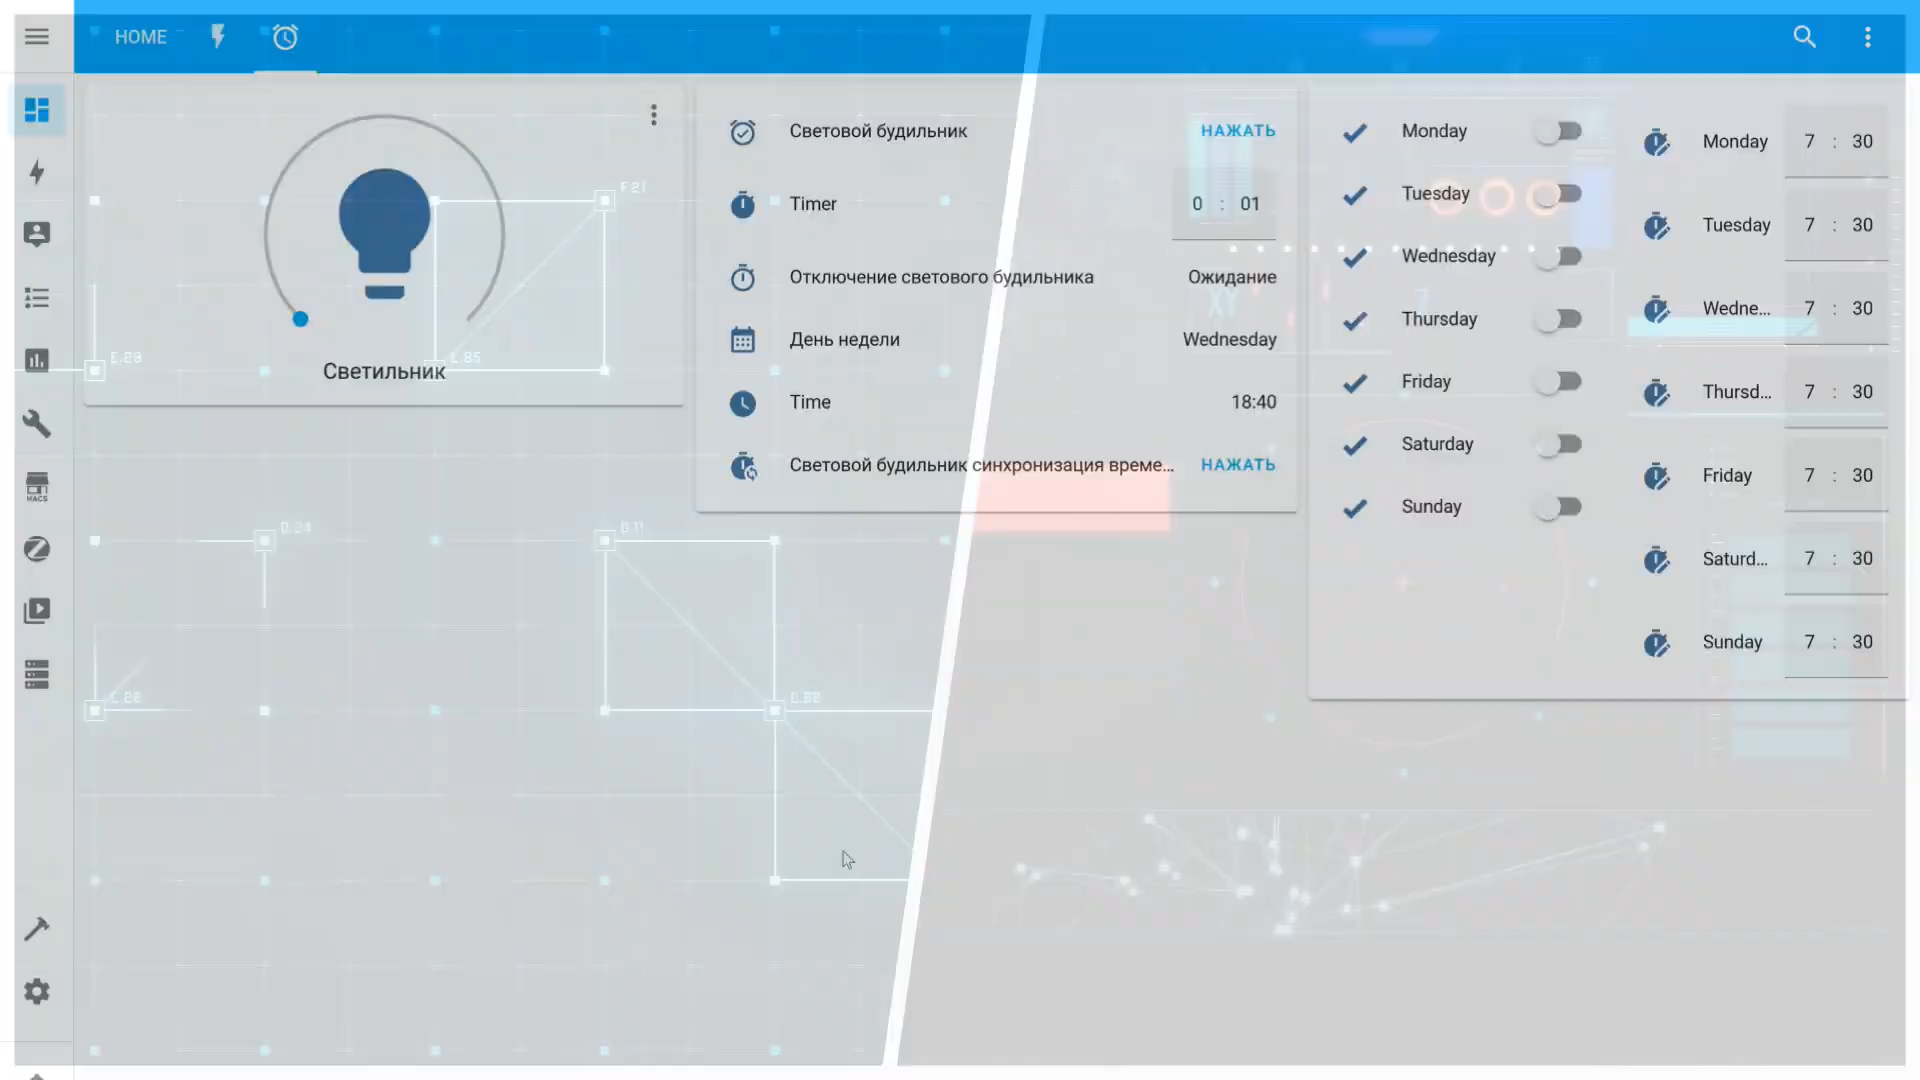 HOME
Светильник
Световой будильник
НАЖАТЬ
Timer
0 : 01
Отключение светового будильника
Ожидание
День недели
Wednesday
Time
18:40
Световой будильник синхронизация време...
НАЖАТЬ
Monday
Tuesday
Wednesday
Thursday
Friday
Saturday
Sunday
Monday 7 : 30
Tuesday 7 : 30
Wedne... 7 : 30
Thursd... 7 : 30
Friday 7 : 30
Saturd... 7 : 30
Sunday 7 : 30
HACS
XY